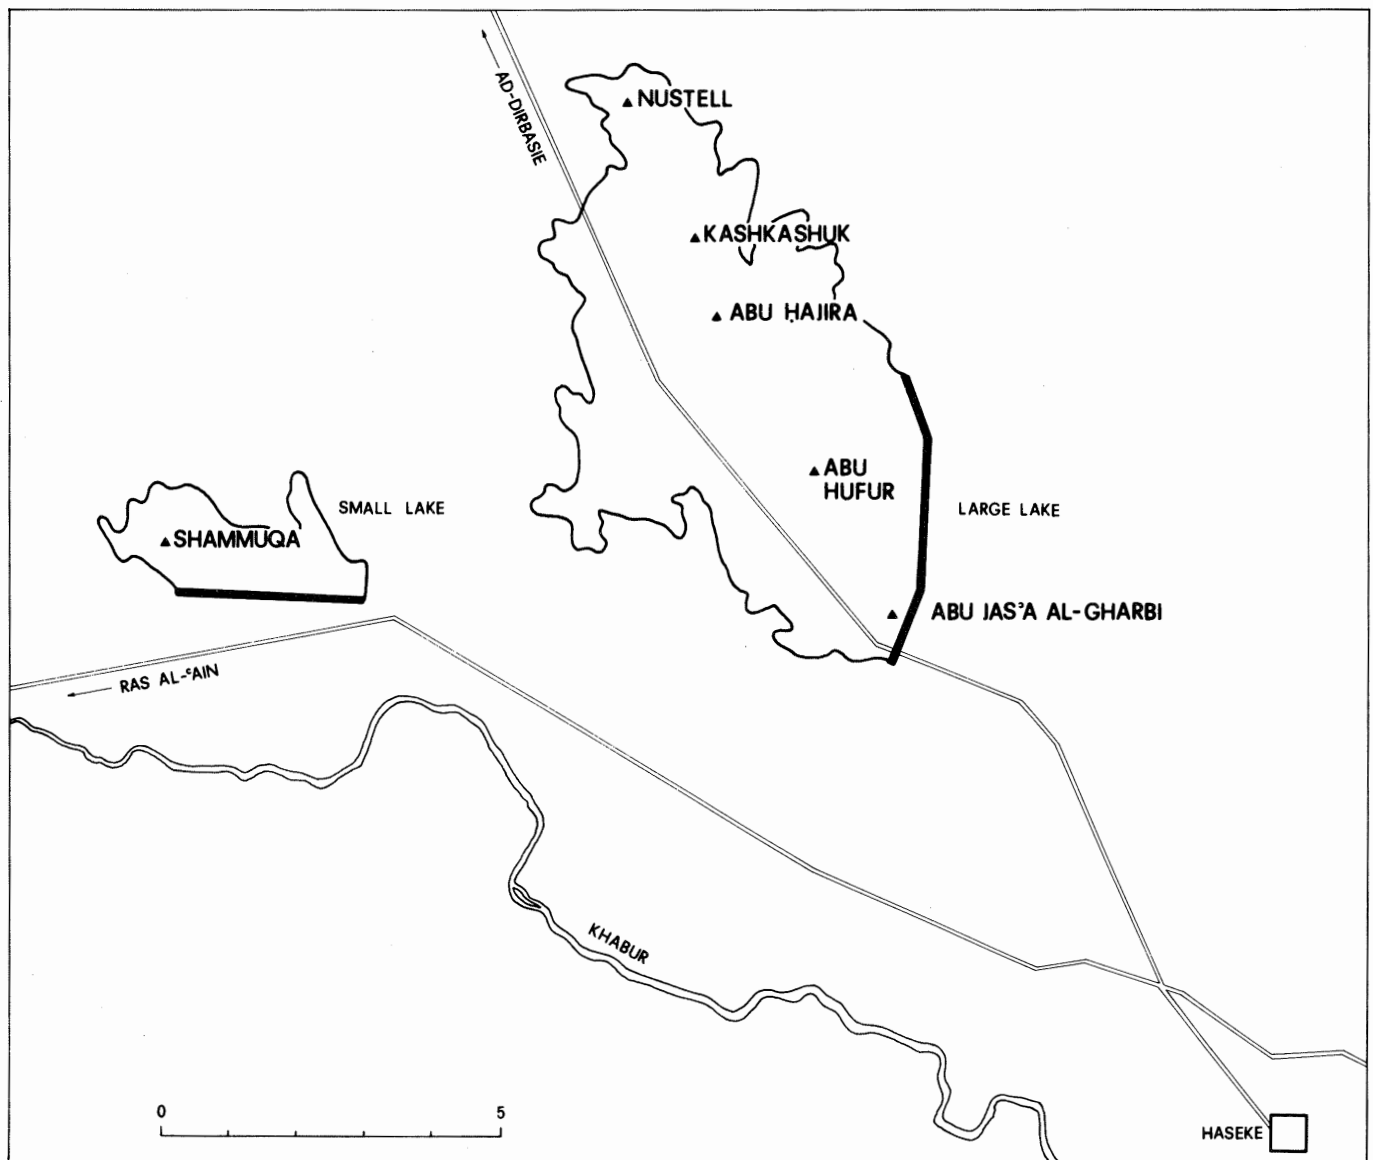 AD-DIRBASIE
NUSTELL
KASHKASHUK
ABU ḤAJIRA
ABU
HUFUR
SMALL LAKE
LARGE LAKE
SHAMMUQA
ABU JAS'A AL-GHARBI
RAS AL-ʿAIN
KHABUR
0 5
HASEKE